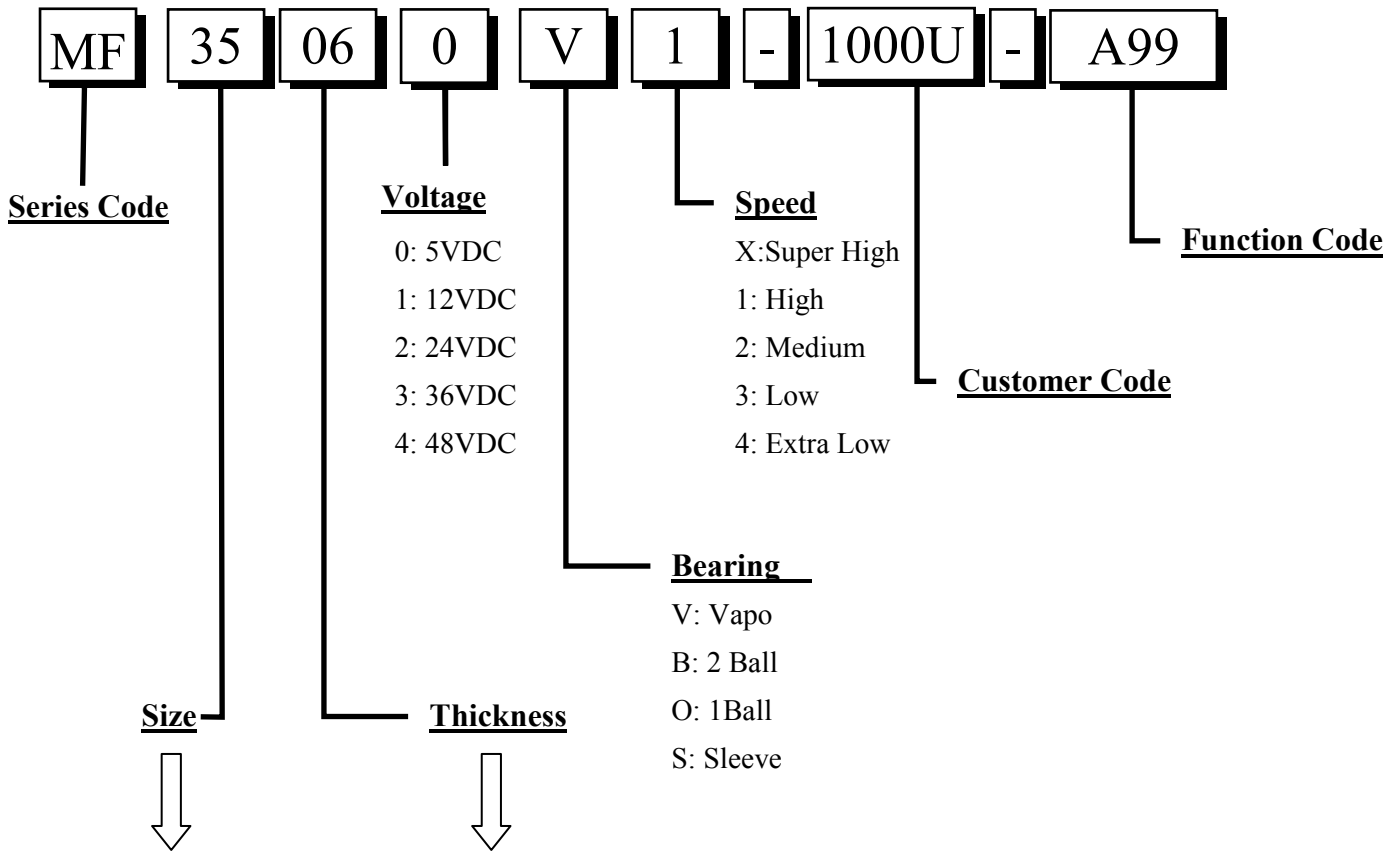 MF 35 06 0 V 1 - 1000U - A99
Series Code
Voltage
0: 5VDC
1: 12VDC
2: 24VDC
3: 36VDC
4: 48VDC
Speed
X:Super High
1: High
2: Medium
3: Low
4: Extra Low
Function Code
Customer Code
Bearing
V: Vapo
B: 2 Ball
O: 1Ball
S: Sleeve
Size
Thickness